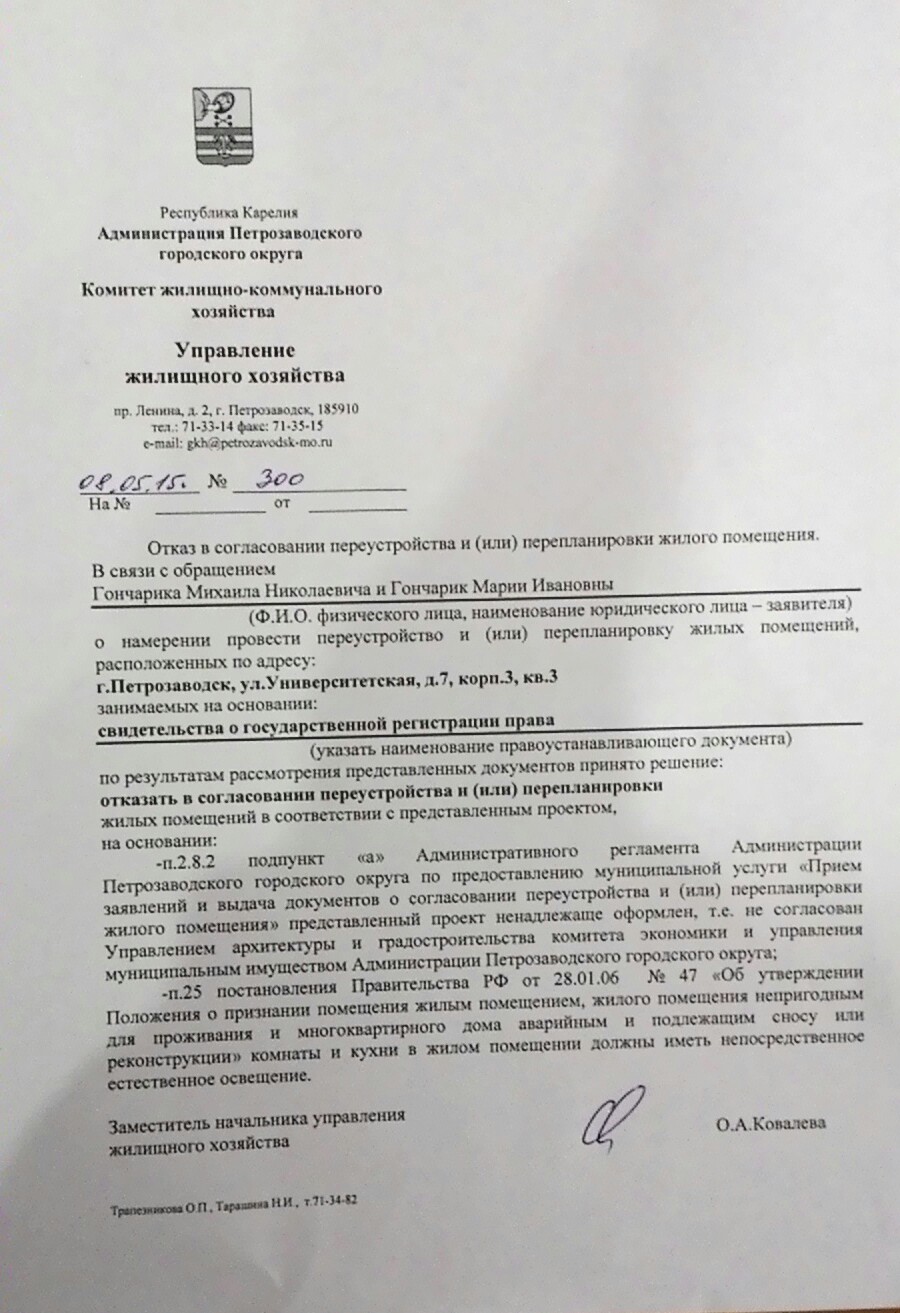 Республика Карелия
Администрация Петрозаводского
городского округа
Комитет жилищно-коммунального
хозяйства
Управление
жилищного хозяйства
пр. Ленина, д. 2, г. Петрозаводск, 185910
тел.: 71-33-14 факс: 71-35-15
e-mail: gkh@petrozavodsk-mo.ru
08.05.15. № 300
На № от
Отказ в согласовании переустройства и (или) перепланировки жилого помещения.
В связи с обращением
Гончарика Михаила Николаевича и Гончарик Марии Ивановны
(Ф.И.О. физического лица, наименование юридического лица – заявителя)
о намерении провести переустройство и (или) перепланировку жилых помещений,
расположенных по адресу:
г.Петрозаводск, ул.Университетская, д.7, корп.3, кв.3
занимаемых на основании:
свидетельства о государственной регистрации права
(указать наименование правоустанавливающего документа)
по результатам рассмотрения представленных документов принято решение:
отказать в согласовании переустройства и (или) перепланировки
жилых помещений в соответствии с представленным проектом,
на основании:
-п.2.8.2 подпункт «а» Административного регламента Администрации
Петрозаводского городского округа по предоставлению муниципальной услуги «Прием
заявлений и выдача документов о согласовании переустройства и (или) перепланировки
жилого помещения» представленный проект ненадлежаще оформлен, т.е. не согласован
Управлением архитектуры и градостроительства комитета экономики и управления
муниципальным имуществом Администрации Петрозаводского городского округа;
-п.25 постановления Правительства РФ от 28.01.06 № 47 «Об утверждении
Положения о признании помещения жилым помещением, жилого помещения непригодным
для проживания и многоквартирного дома аварийным и подлежащим сносу или
реконструкции» комнаты и кухни в жилом помещении должны иметь непосредственное
естественное освещение.
Заместитель начальника управления
жилищного хозяйства
О.А.Ковалева
Трапезникова О.П., Тарашина Н.И., т.71-34-82